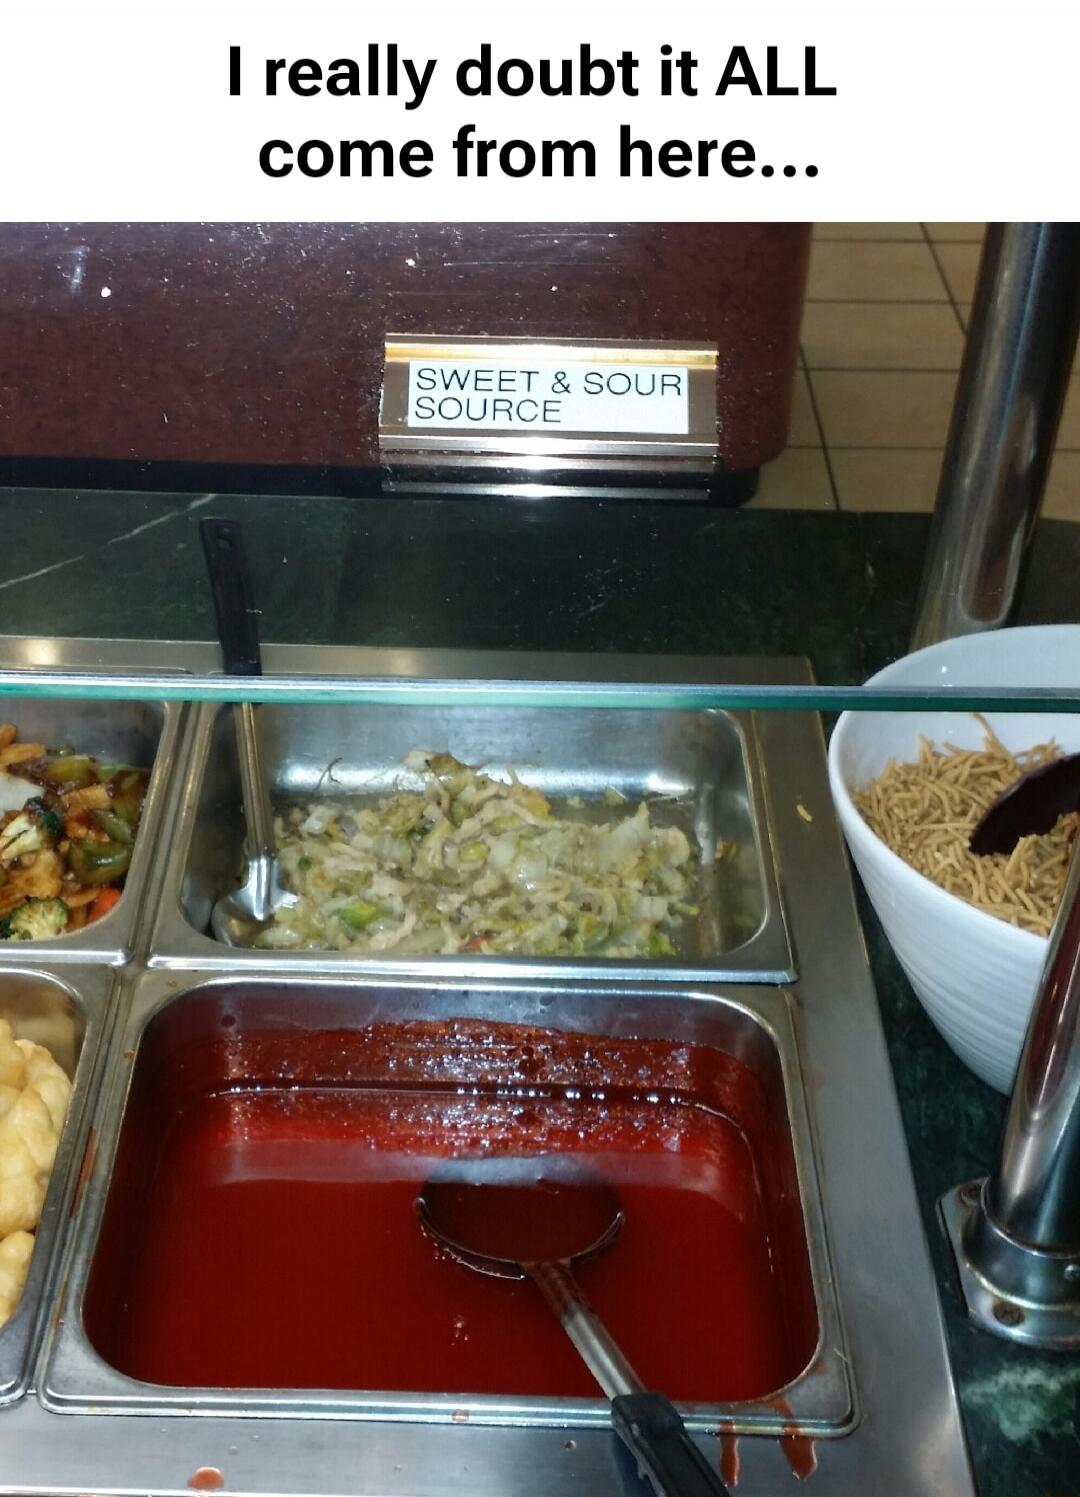 I really doubt it ALL
come from here...
SWEET & SOUR
SOURCE